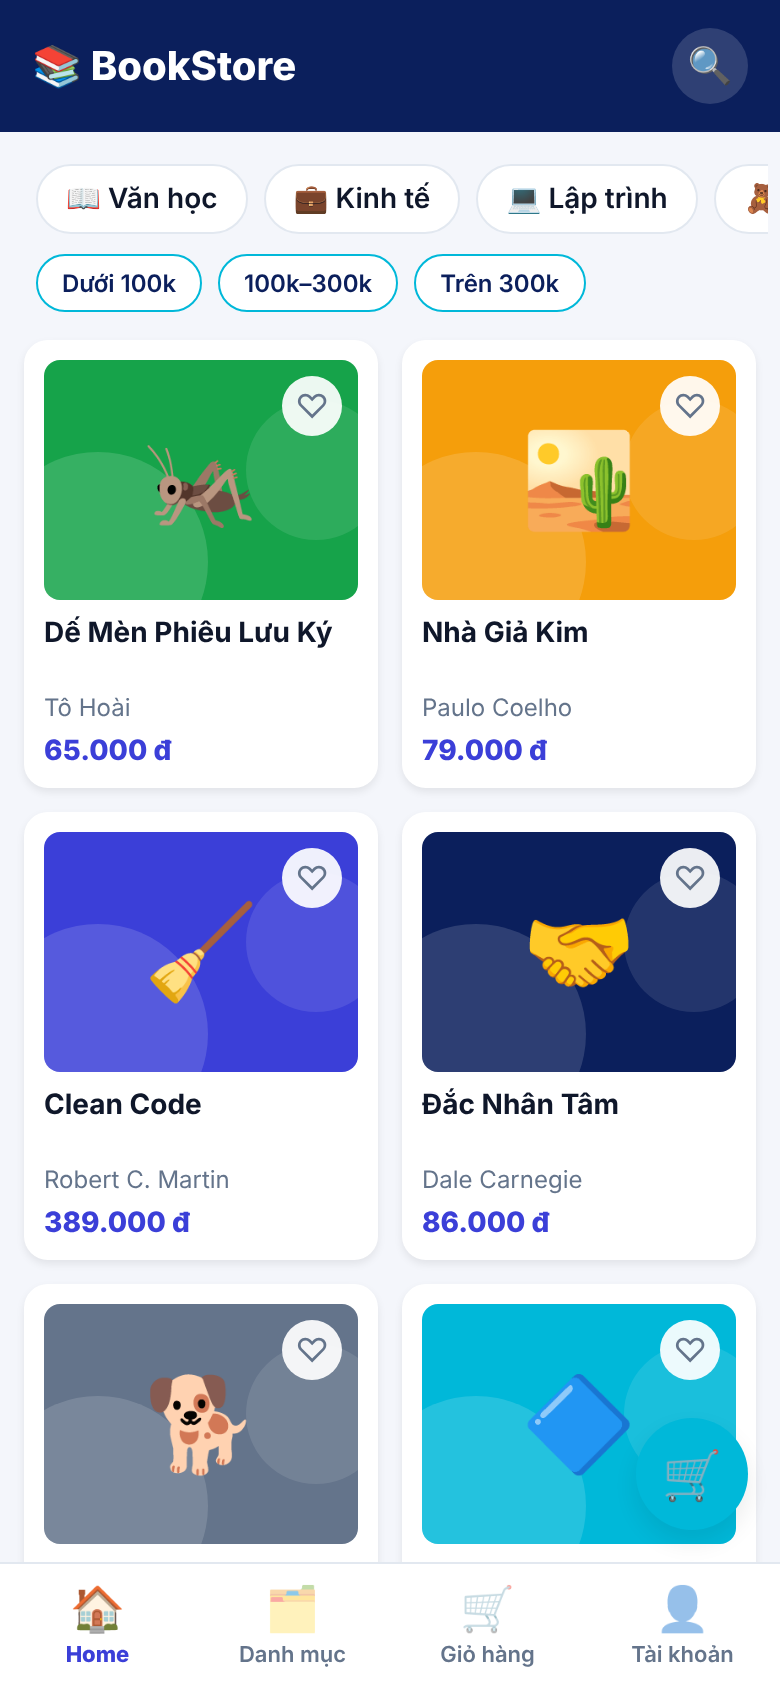 BookStore
Văn học
Kinh tế
Lập trình
Dưới 100k
100k–300k
Trên 300k
Dế Mèn Phiêu Lưu Ký
Tô Hoài
65.000 đ
Nhà Giả Kim
Paulo Coelho
79.000 đ
Clean Code
Robert C. Martin
389.000 đ
Đắc Nhân Tâm
Dale Carnegie
86.000 đ
Home
Danh mục
Giỏ hàng
Tài khoản